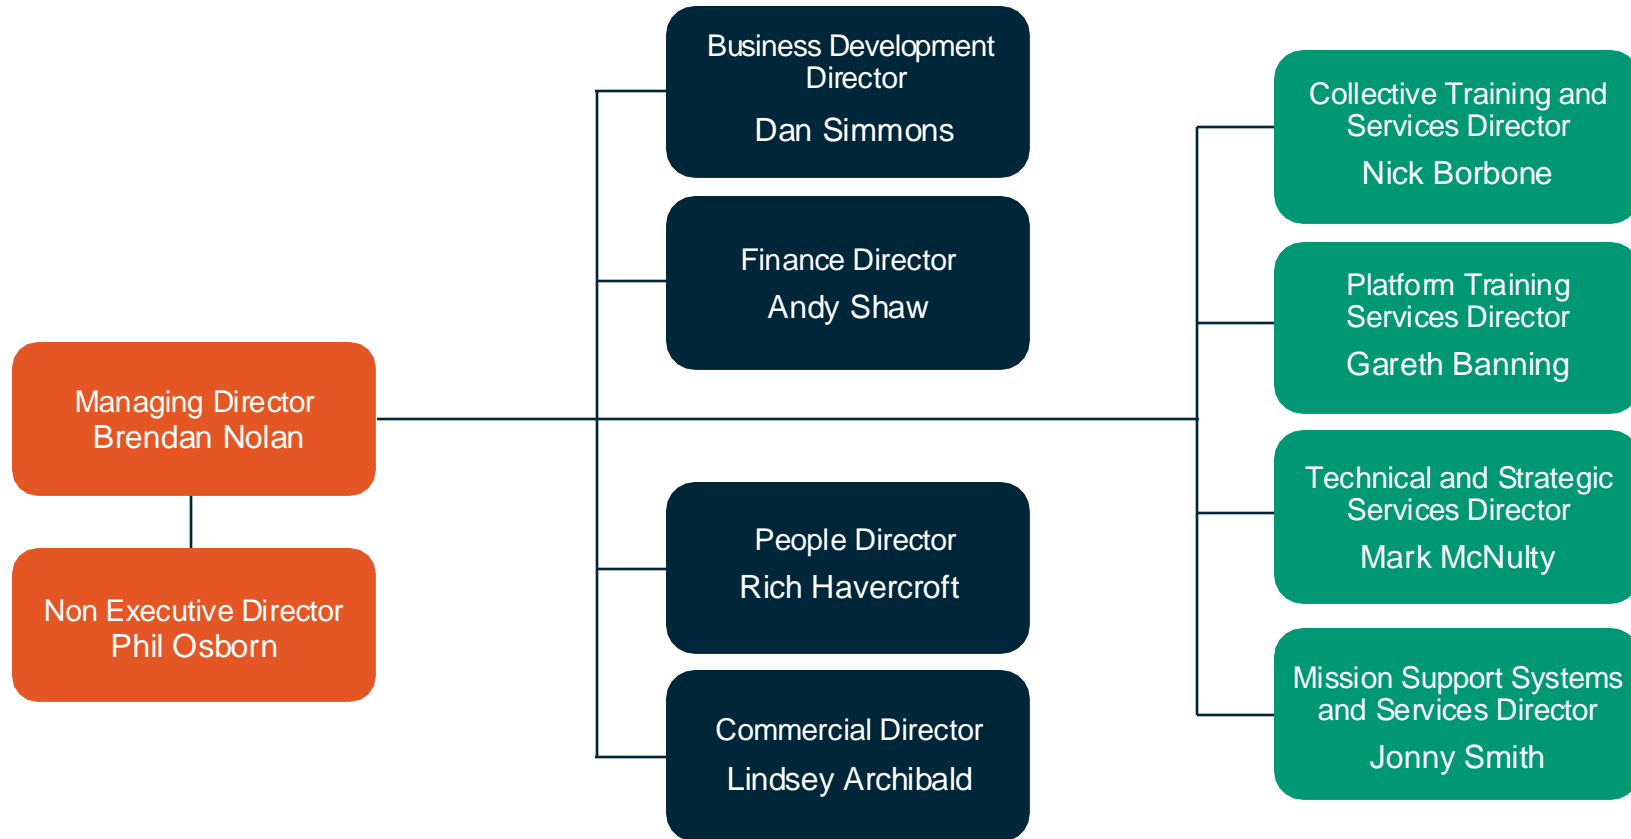 Managing Director
Brendan Nolan
Non Executive Director
Phil Osborn
Business Development
Director
Dan Simmons
Finance Director
Andy Shaw
People Director
Rich Havercroft
Commercial Director
Lindsey Archibald
Collective Training and
Services Director
Nick Borbone
Platform Training
Services Director
Gareth Banning
Technical and Strategic
Services Director
Mark McNulty
Mission Support Systems
and Services Director
Jonny Smith